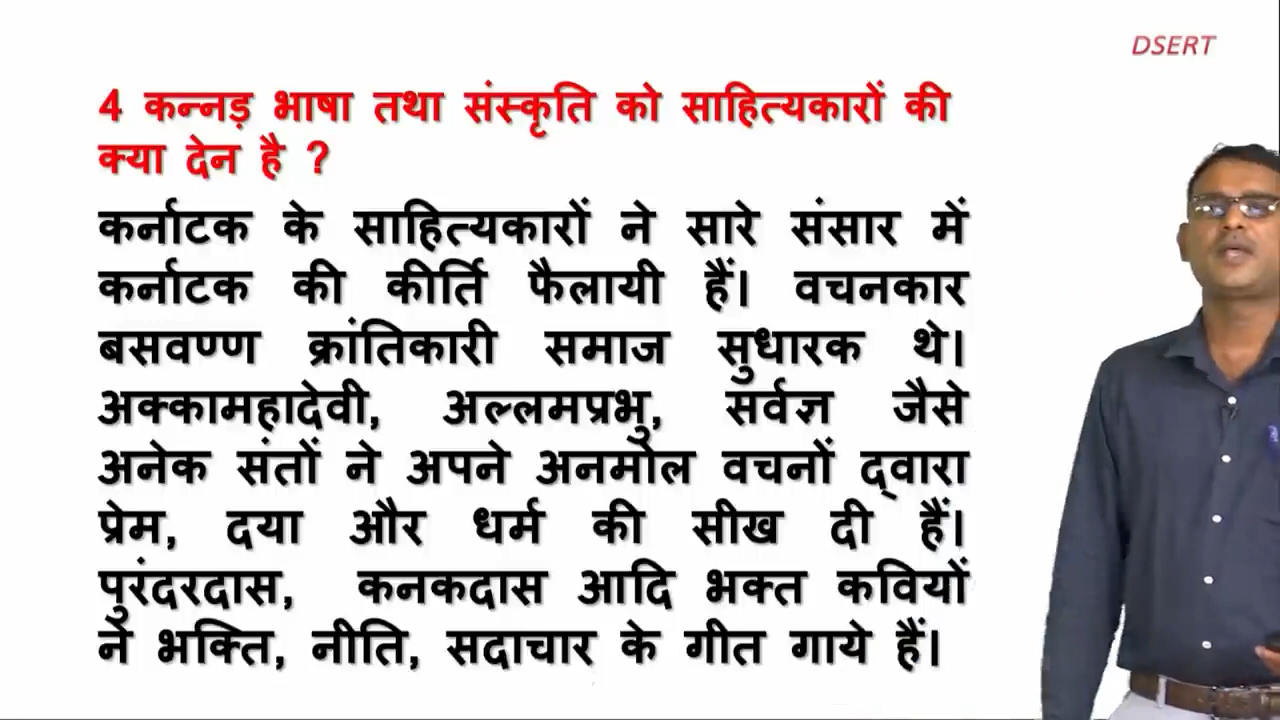 DSERT
4 कन्नड़ भाषा तथा संस्कृति को साहित्यकारों की
क्या देन है ?
कर्नाटक के साहित्यकारों ने सारे संसार में
कर्नाटक की कीर्ति फैलायी हैं। वचनकार
बसवण्ण क्रांतिकारी समाज सुधारक थे।
अक्कामहादेवी, अल्लमप्रभु, सर्वज्ञ जैसे
अनेक संतों ने अपने अनमोल वचनों द्वारा
प्रेम, दया और धर्म की सीख दी हैं।
पुरंदरदास, कनकदास आदि भक्त कवियों
ने भक्ति, नीति, सदाचार के गीत गाये हैं।